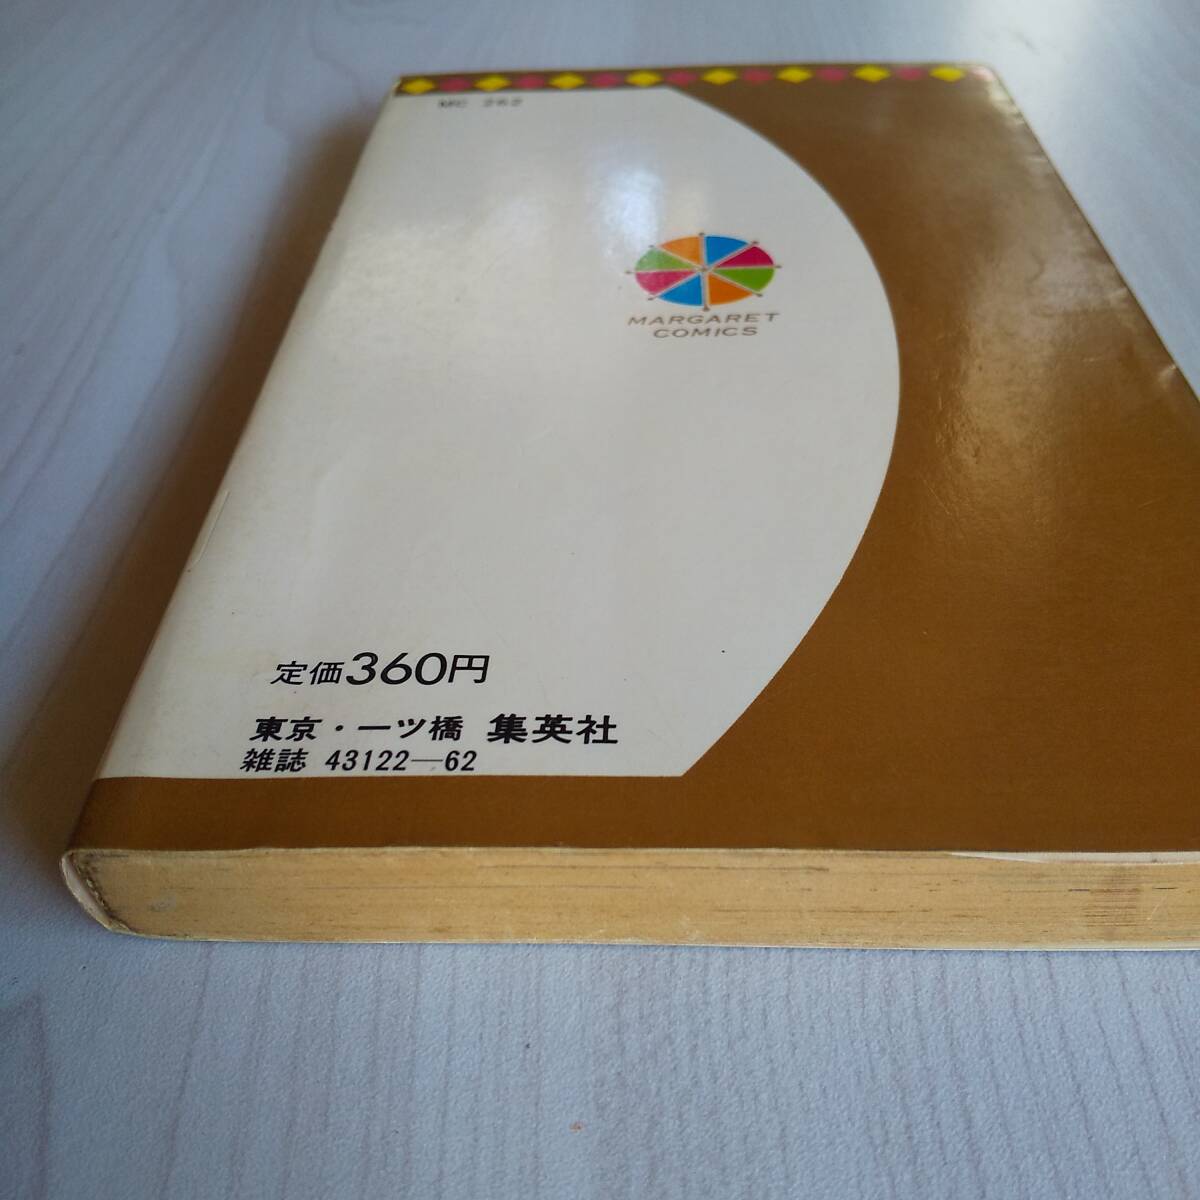 MC 262
MARGARET
COMICS
定価360円
東京・一ツ橋 集英社
雑誌 43122―62